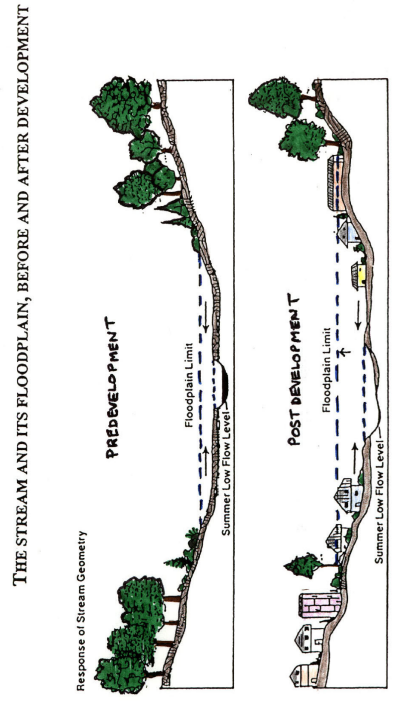 THE STREAM AND ITS FLOODPLAIN, BEFORE AND AFTER DEVELOPMENT
Response of Stream Geometry
PREDEVELOPMENT
Floodplain Limit
Summer Low Flow Level
POST DEVELOPMENT
Floodplain Limit
Summer Low Flow Level